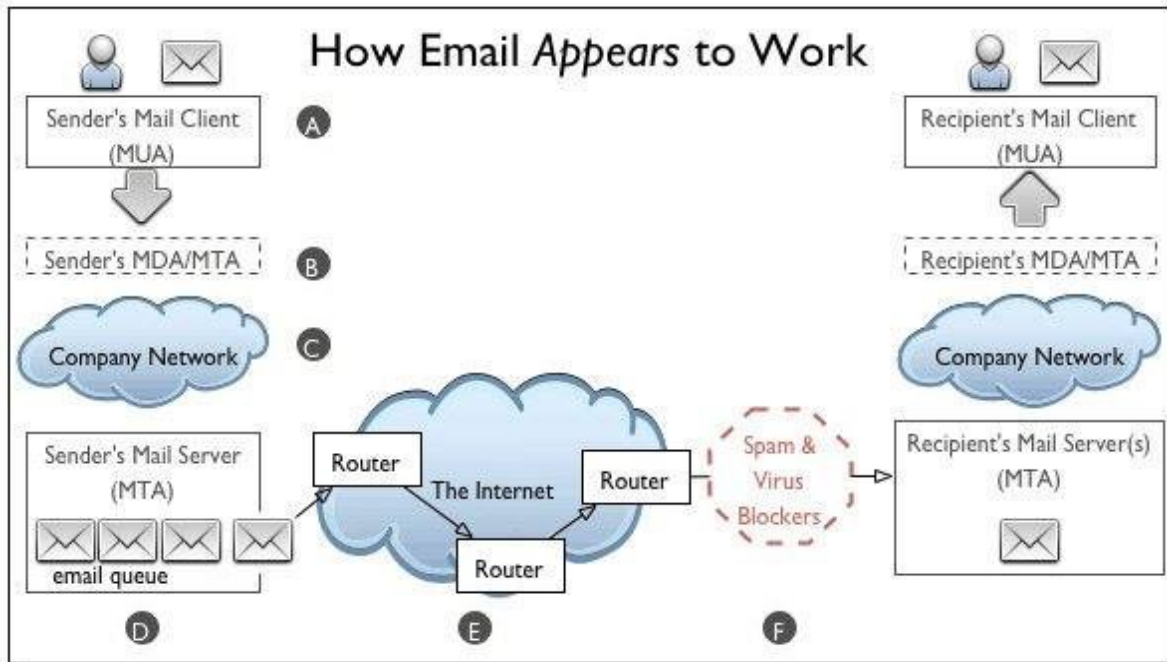 How Email Appears to Work
Sender's Mail Client
(MUA)
A
Recipient's Mail Client
(MUA)
Sender's MDA/MTA
B
Recipient's MDA/MTA
Company Network
C
Company Network
Sender's Mail Server
(MTA)
email queue
Router
The Internet
Router
Router
Spam &
Virus
Blockers
Recipient's Mail Server(s)
(MTA)
D
E
F